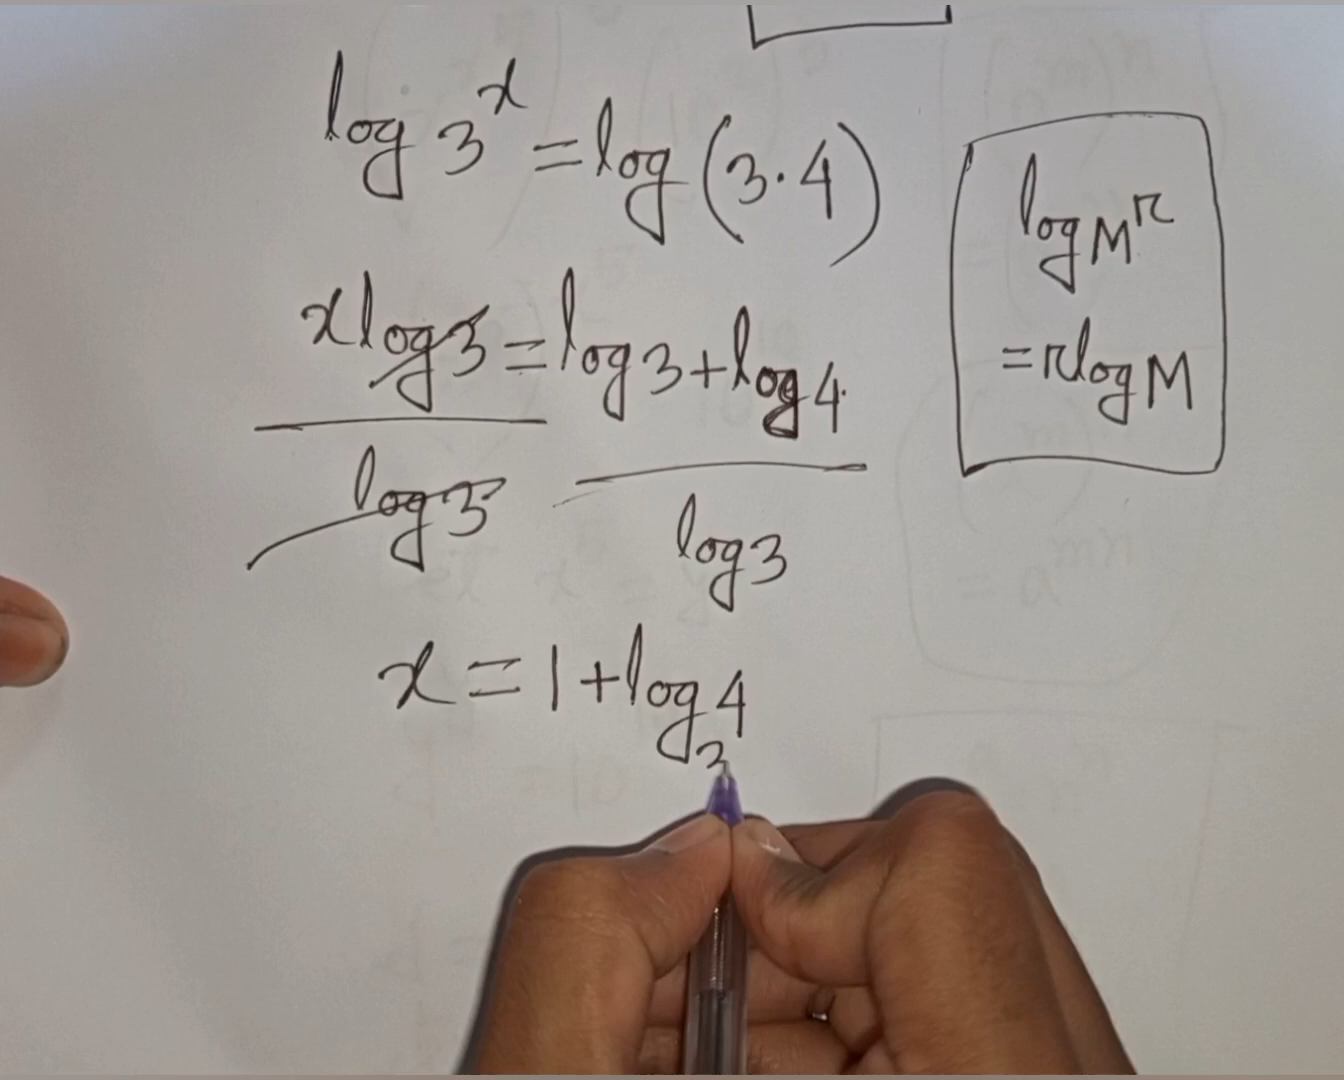 log 3^x = log (3·4)
x log 3 = log 3 + log 4
log 3 log 3
x = 1 + log_3 4
log M^r
= r log M